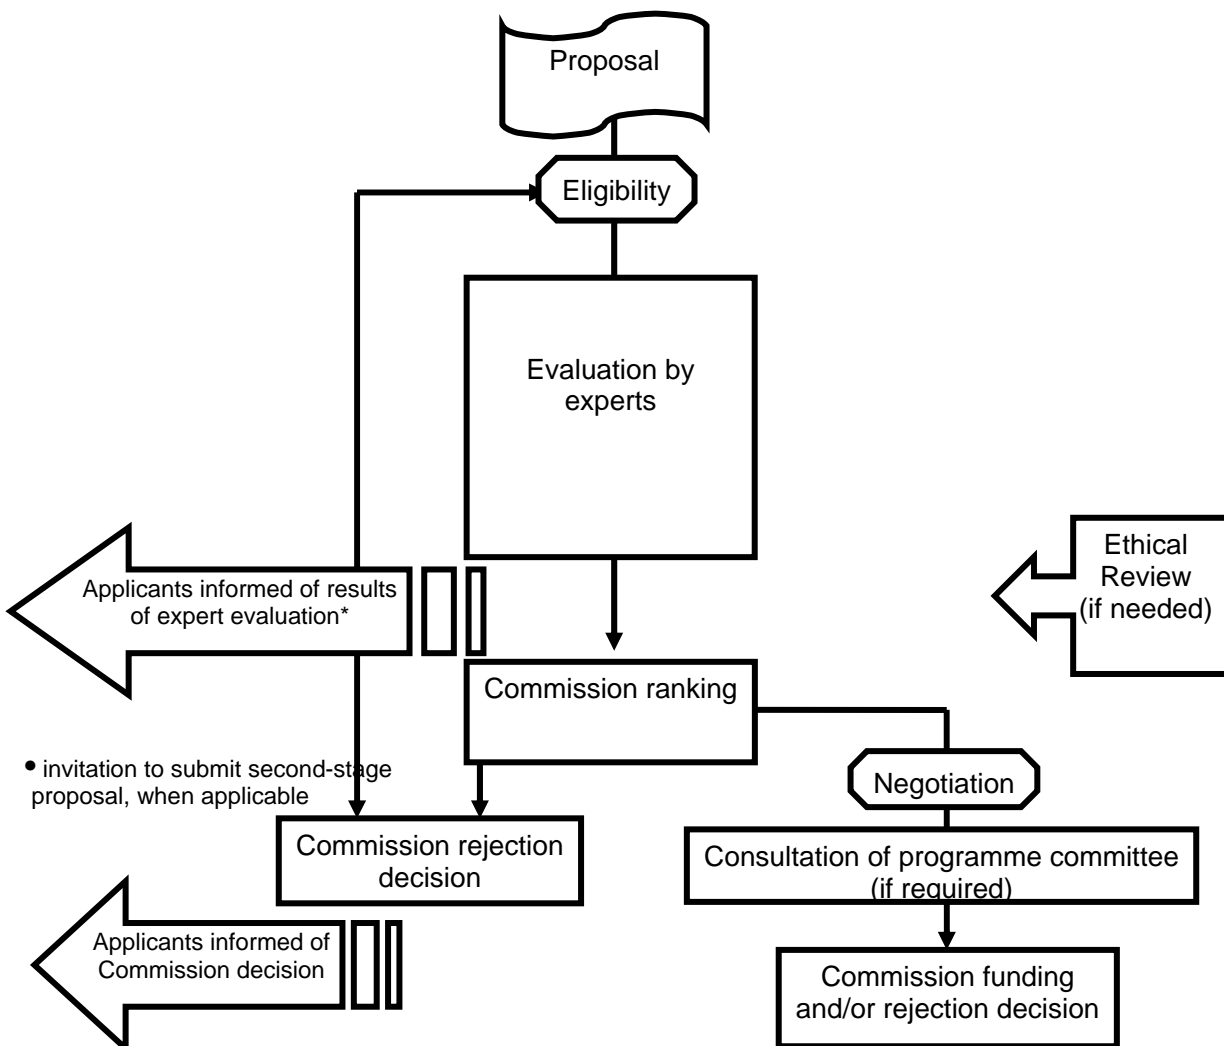 Proposal
Eligibility
Evaluation by
experts
Ethical
Review
(if needed)
Applicants informed of results
of expert evaluation*
Commission ranking
• invitation to submit second-stage
proposal, when applicable
Negotiation
Commission rejection
decision
Consultation of programme committee
(if required)
Applicants informed of
Commission decision
Commission funding
and/or rejection decision